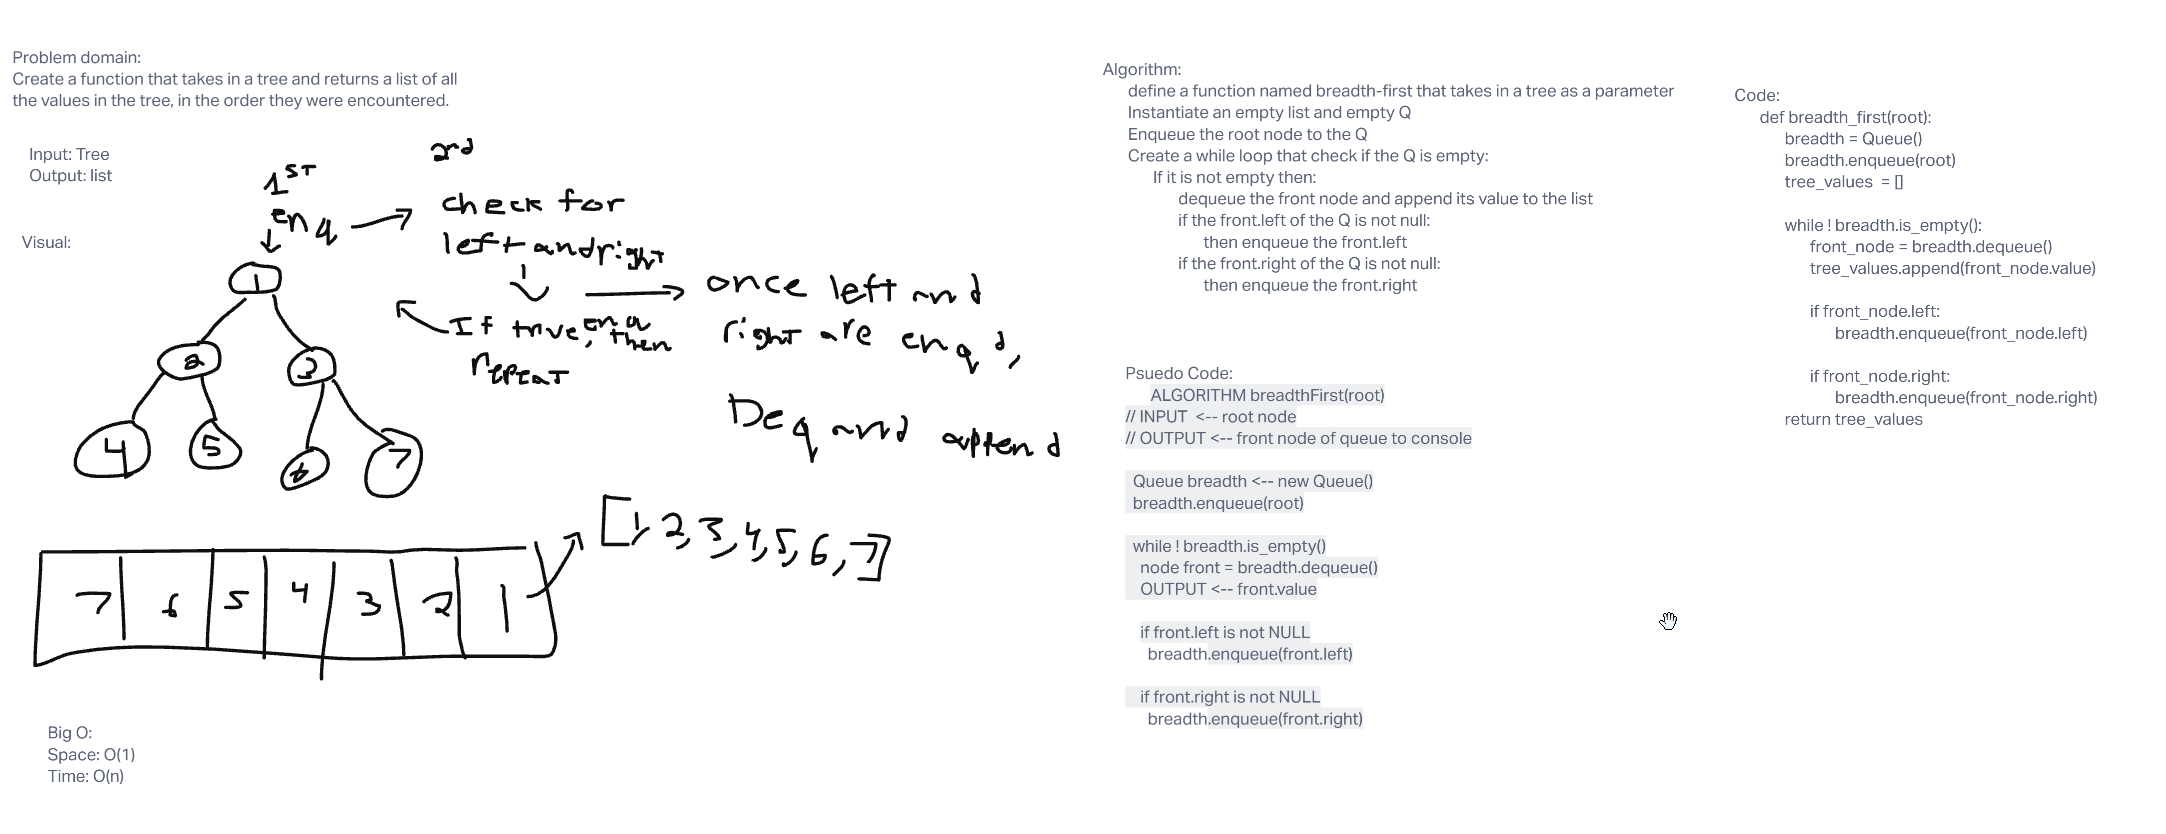 Problem domain:
Create a function that takes in a tree and returns a list of all
the values in the tree, in the order they were encountered.
Input: Tree
Output: list
Visual:
1ST
enq
2nd
check for
left and right
If true, enq then
repeat
once left and
right are enq'd,
Deq and append
1
2 3
4 5 6 7
[1, 2, 3, 4, 5, 6, 7]
7 6 5 4 3 2 1
Big O:
Space: O(1)
Time: O(n)
Algorithm:
define a function named breadth-first that takes in a tree as a parameter
Instantiate an empty list and empty Q
Enqueue the root node to the Q
Create a while loop that check if the Q is empty:
If it is not empty then:
dequeue the front node and append its value to the list
if the front.left of the Q is not null:
then enqueue the front.left
if the front.right of the Q is not null:
then enqueue the front.right
Psuedo Code:
ALGORITHM breadthFirst(root)
// INPUT <-- root node
// OUTPUT <-- front node of queue to console
Queue breadth <-- new Queue()
breadth.enqueue(root)
while ! breadth.is_empty()
node front = breadth.dequeue()
OUTPUT <-- front.value
if front.left is not NULL
breadth.enqueue(front.left)
if front.right is not NULL
breadth.enqueue(front.right)
Code:
def breadth_first(root):
breadth = Queue()
breadth.enqueue(root)
tree_values = []
while ! breadth.is_empty():
front_node = breadth.dequeue()
tree_values.append(front_node.value)
if front_node.left:
breadth.enqueue(front_node.left)
if front_node.right:
breadth.enqueue(front_node.right)
return tree_values